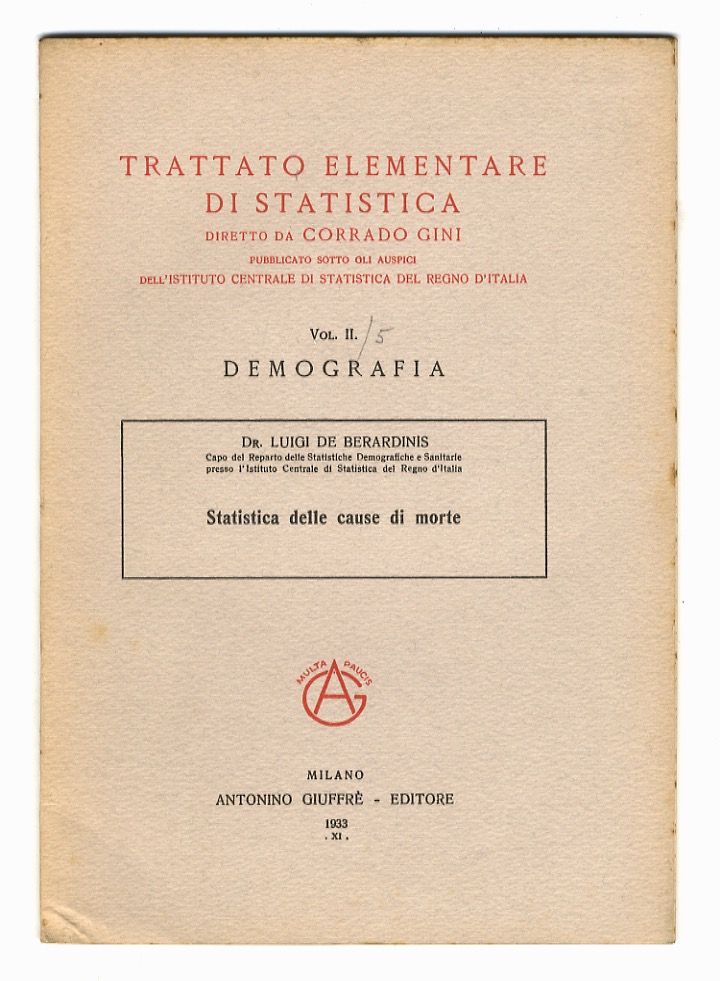 TRATTATO ELEMENTARE
DI STATISTICA
DIRETTO DA CORRADO GINI
PUBBLICATO SOTTO OLI AUSPICI
DELL'ISTITUTO CENTRALE DI STATISTICA DEL REGNO D'ITALIA
VOL. II. /5
DEMOGRAFIA
DR. LUIGI DE BERARDINIS
Capo del Reparto delle Statistiche Demografiche e Sanitarie
presso l'Istituto Centrale di Statistica del Regno d'Italia
Statistica delle cause di morte
MULTA PAUCIS
AG
MILANO
ANTONINO GIUFFRÈ - EDITORE
1933
. XI .